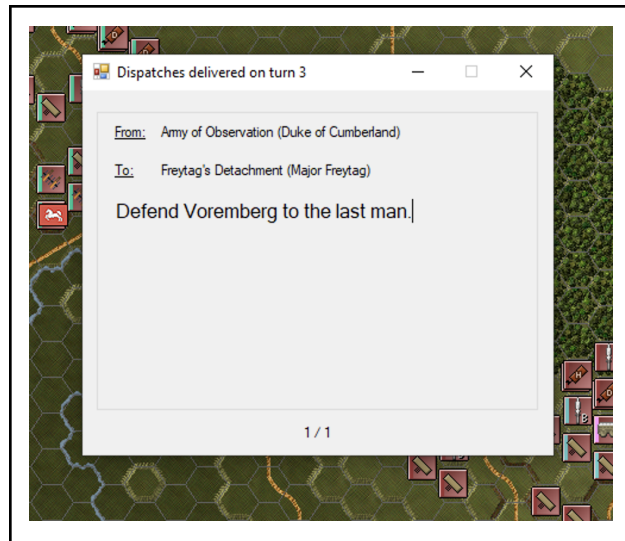 Dispatches delivered on turn 3
From: Army of Observation (Duke of Cumberland)
To: Freytag's Detachment (Major Freytag)
Defend Voremberg to the last man.
1 / 1
D
D
H
D
B